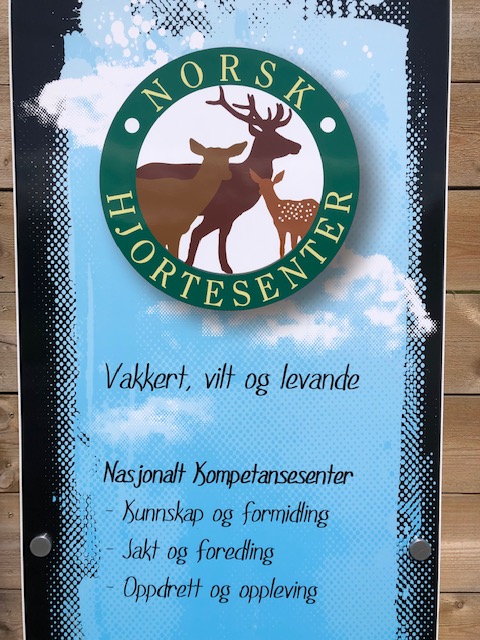 NORSK
HJORTESENTER
Vakkert, vilt og levande
Nasjonalt Kompetansesenter
- Kunnskap og formidling
- Jakt og foredling
- Oppdrett og oppleving